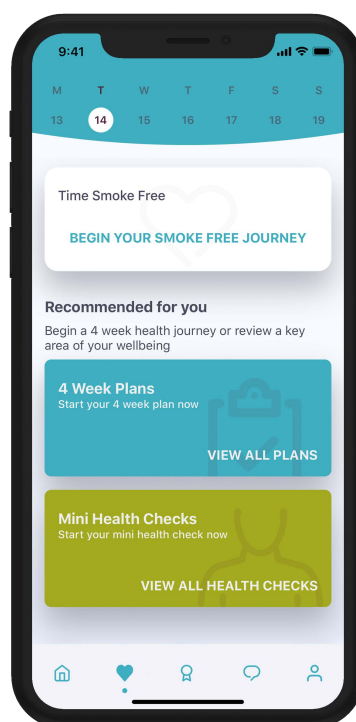 9:41
M T W T F S S
13 14 15 16 17 18 19
Time Smoke Free
BEGIN YOUR SMOKE FREE JOURNEY
Recommended for you
Begin a 4 week health journey or review a key
area of your wellbeing
4 Week Plans
Start your 4 week plan now
VIEW ALL PLANS
Mini Health Checks
Start your mini health check now
VIEW ALL HEALTH CHECKS